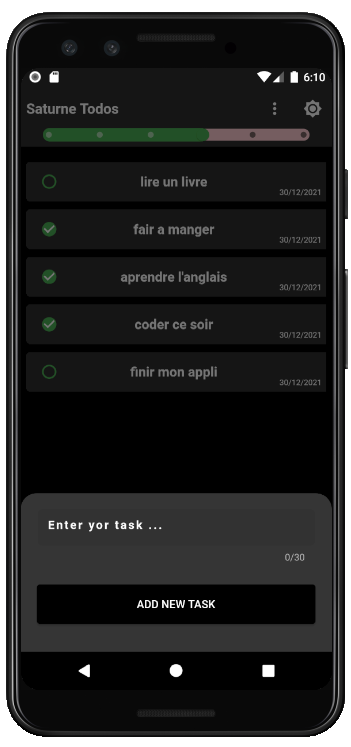 6:10
Saturne Todos
lire un livre
30/12/2021
fair a manger
30/12/2021
aprendre l'anglais
30/12/2021
coder ce soir
30/12/2021
finir mon appli
30/12/2021
Enter yor task ...
0/30
ADD NEW TASK